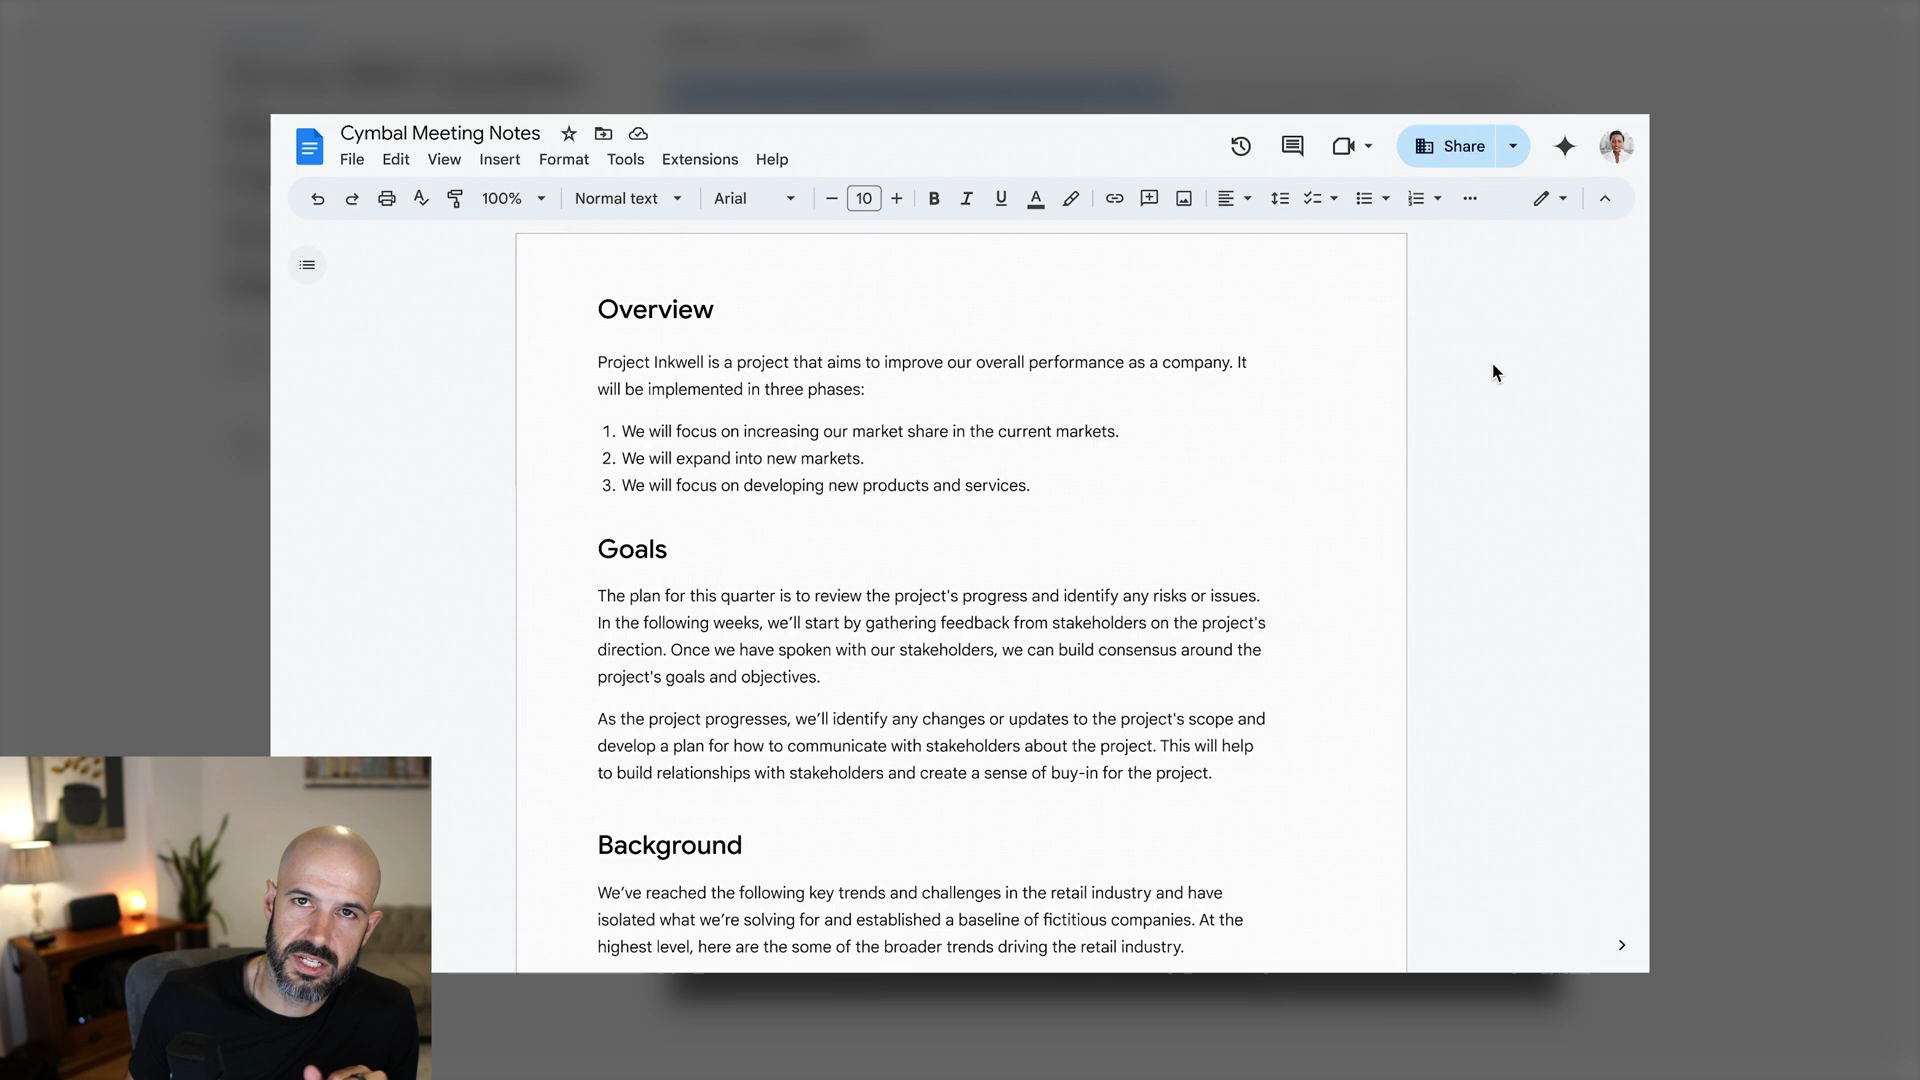 Cymbal Meeting Notes
File Edit View Insert Format Tools Extensions Help
Share
100% Normal text Arial 10 B I U A
Overview
Project Inkwell is a project that aims to improve our overall performance as a company. It
will be implemented in three phases:
1. We will focus on increasing our market share in the current markets.
2. We will expand into new markets.
3. We will focus on developing new products and services.
Goals
The plan for this quarter is to review the project's progress and identify any risks or issues.
In the following weeks, we’ll start by gathering feedback from stakeholders on the project's
direction. Once we have spoken with our stakeholders, we can build consensus around the
project's goals and objectives.
As the project progresses, we’ll identify any changes or updates to the project's scope and
develop a plan for how to communicate with stakeholders about the project. This will help
to build relationships with stakeholders and create a sense of buy-in for the project.
Background
We’ve reached the following key trends and challenges in the retail industry and have
isolated what we’re solving for and established a baseline of fictitious companies. At the
highest level, here are the some of the broader trends driving the retail industry.